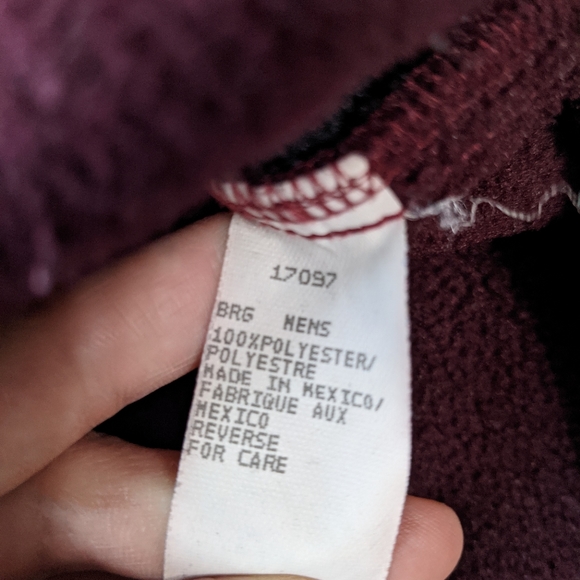 17097
BRG MENS
100%POLYESTER/
POLYESTRE
MADE IN MEXICO/
FABRIQUE AUX
MEXICO
REVERSE
FOR CARE